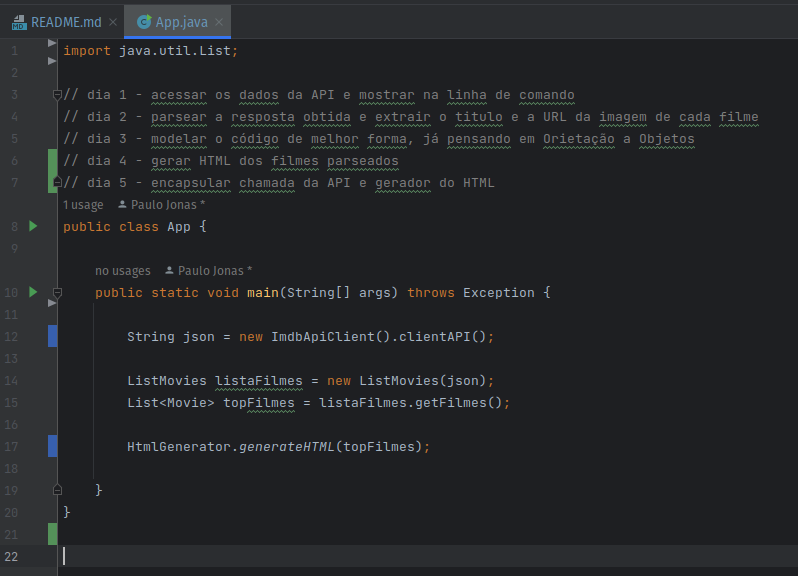 README.md
App.java
1 import java.util.List;
2
3 // dia 1 - acessar os dados da API e mostrar na linha de comando
4 // dia 2 - parsear a resposta obtida e extrair o titulo e a URL da imagem de cada filme
5 // dia 3 - modelar o código de melhor forma, já pensando em Orietação a Objetos
6 // dia 4 - gerar HTML dos filmes parseados
7 // dia 5 - encapsular chamada da API e gerador do HTML
1 usage Paulo Jonas *
8 public class App {
9
no usages Paulo Jonas *
10 public static void main(String[] args) throws Exception {
11
12 String json = new ImdbApiClient().clientAPI();
13
14 ListMovies listaFilmes = new ListMovies(json);
15 List<Movie> topFilmes = listaFilmes.getFilmes();
16
17 HtmlGenerator.generateHTML(topFilmes);
18
19 }
20 }
21
22